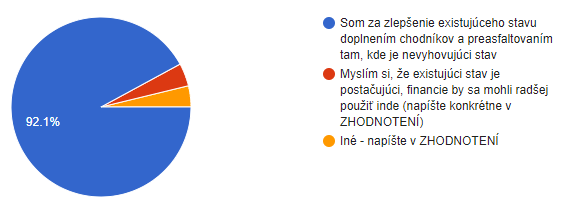 92.1%
Som za zlepšenie existujúceho stavu
doplnením chodníkov a preasfaltovaním
tam, kde je nevyhovujúci stav
Myslím si, že existujúci stav je
postačujúci, financie by sa mohli radšej
použiť inde (napíšte konkrétne v
ZHODNOTENÍ)
Iné - napíšte v ZHODNOTENÍ